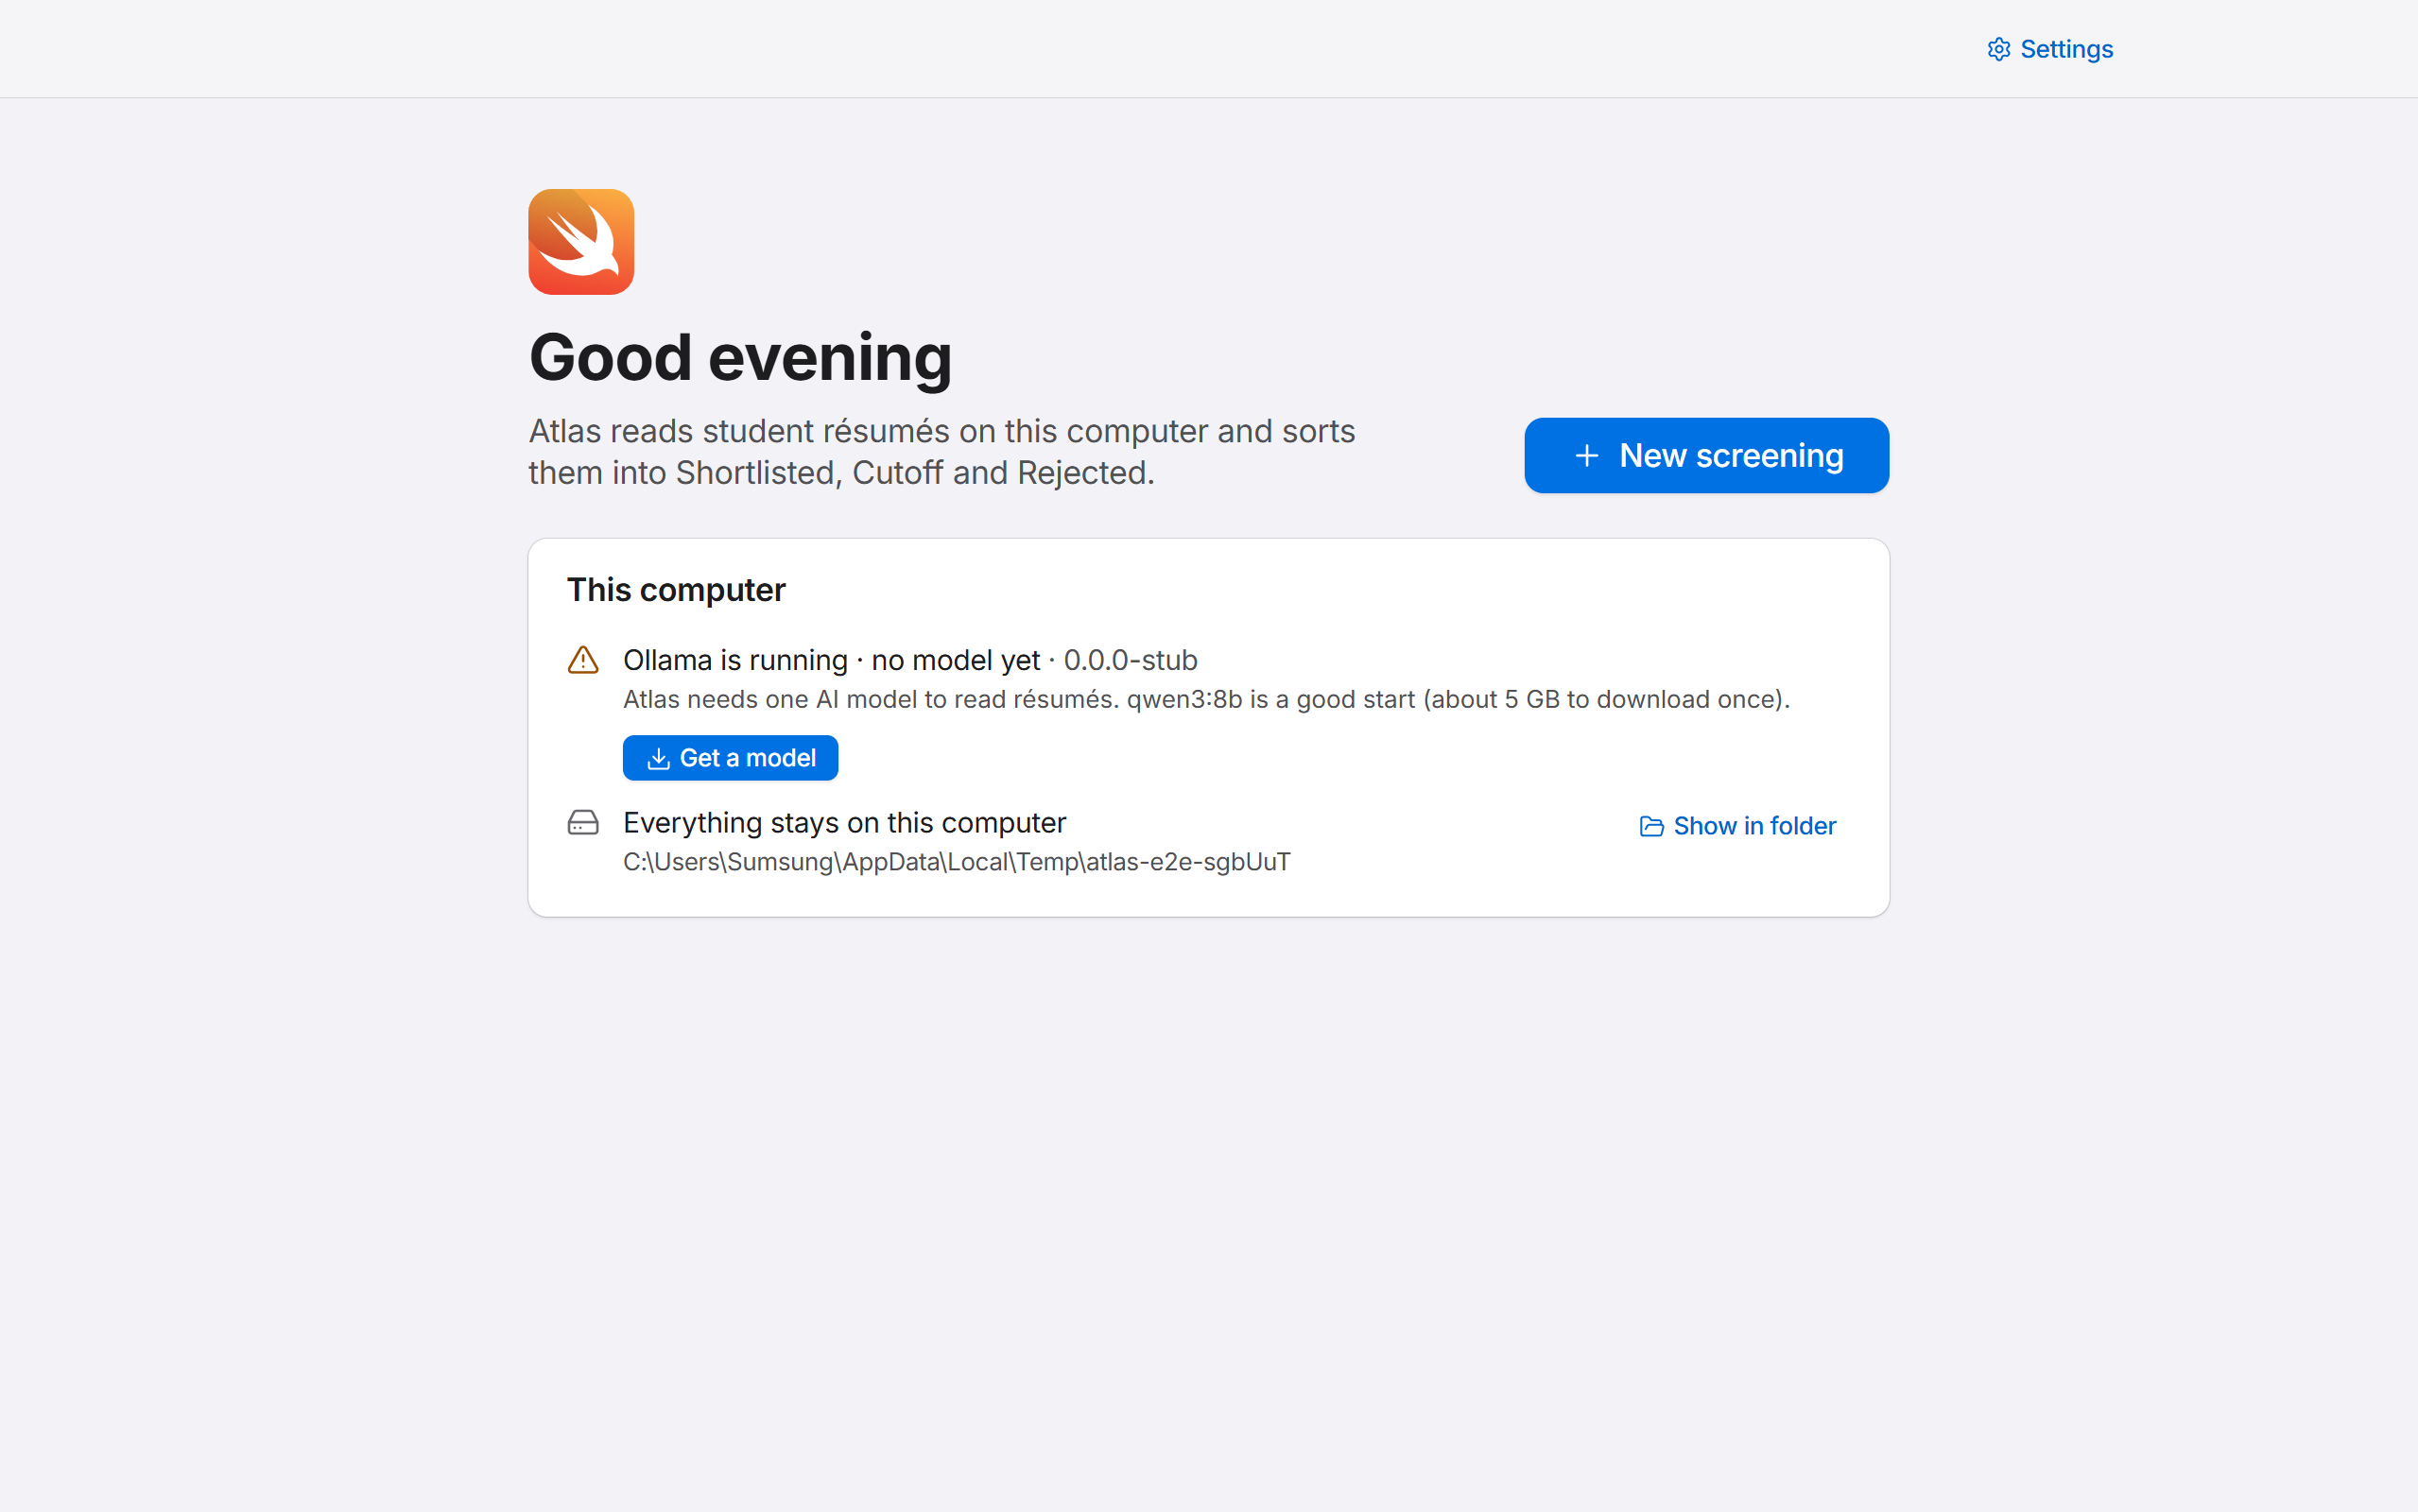 Settings
Good evening
Atlas reads student résumés on this computer and sorts
them into Shortlisted, Cutoff and Rejected.
New screening
This computer
Ollama is running · no model yet · 0.0.0-stub
Atlas needs one AI model to read résumés. qwen3:8b is a good start (about 5 GB to download once).
Get a model
Everything stays on this computer
Show in folder
C:\Users\Sumsung\AppData\Local\Temp\atlas-e2e-sgbUuT